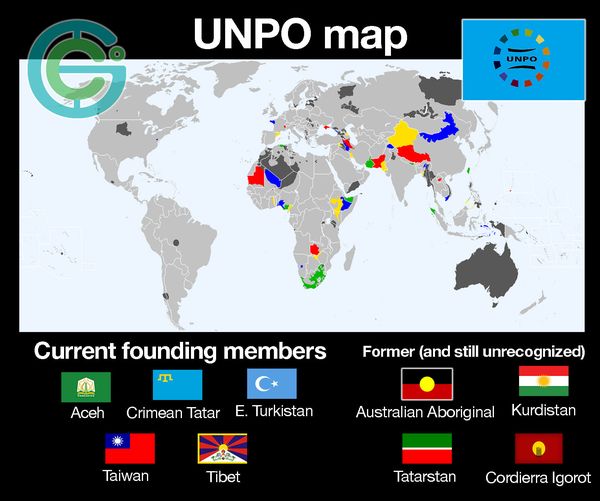 UNPO map
UNPO
Current founding members
Former (and still unrecognized)
Aceh
Crimean Tatar
E. Turkistan
Australian Aboriginal
Kurdistan
Taiwan
Tibet
Tatarstan
Cordierra Igorot